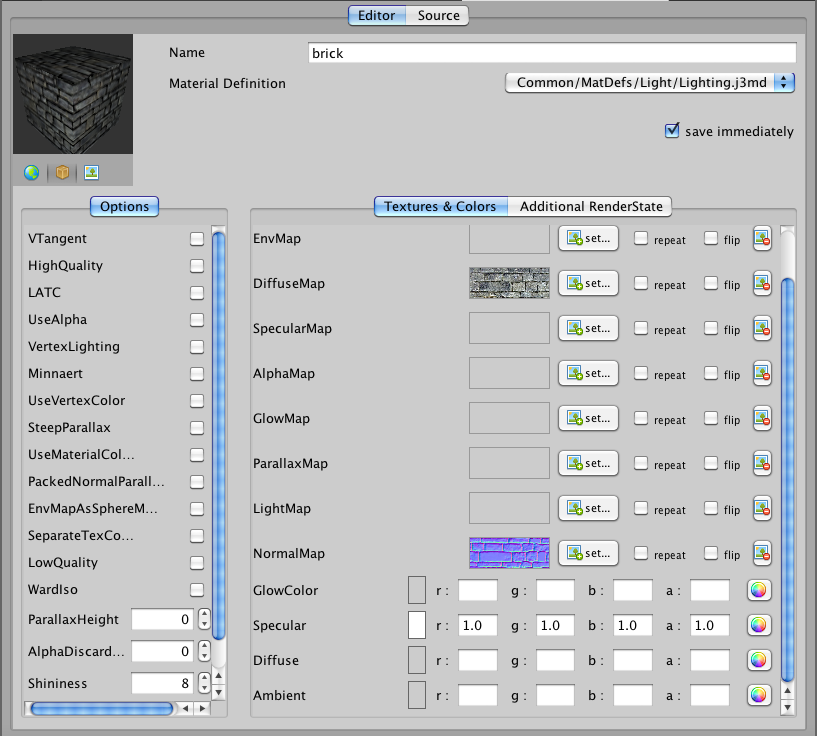 Editor Source
Name brick
Material Definition Common/MatDefs/Light/Lighting.j3md
save immediately
Options
VTangent
HighQuality
LATC
UseAlpha
VertexLighting
Minnaert
UseVertexColor
SteepParallax
UseMaterialCol...
PackedNormalParall...
EnvMapAsSphereM...
SeparateTexCo...
LowQuality
WardIso
ParallaxHeight 0
AlphaDiscard... 0
Shininess 8
Textures & Colors Additional RenderState
EnvMap set... repeat flip
DiffuseMap set... repeat flip
SpecularMap set... repeat flip
AlphaMap set... repeat flip
GlowMap set... repeat flip
ParallaxMap set... repeat flip
LightMap set... repeat flip
NormalMap set... repeat flip
GlowColor r : g : b : a :
Specular r : 1.0 g : 1.0 b : 1.0 a : 1.0
Diffuse r : g : b : a :
Ambient r : g : b : a :